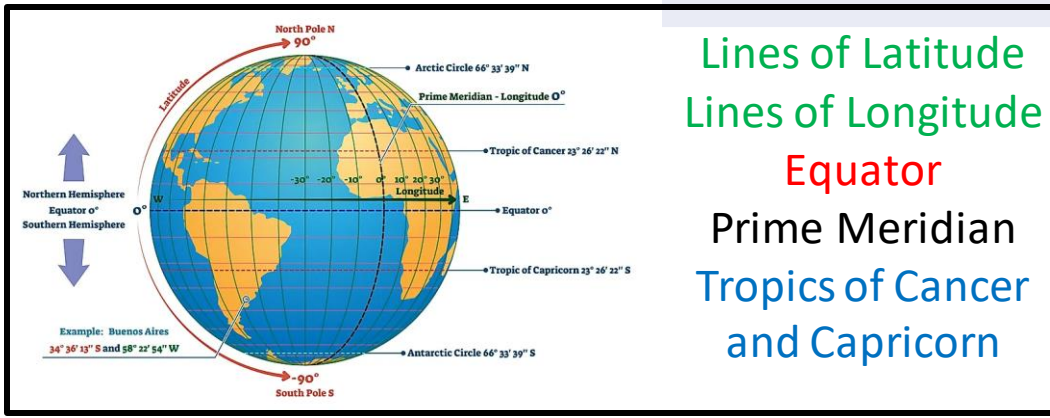 North Pole N
90°
Latitude
Arctic Circle 66° 33' 39" N
Prime Meridian - Longitude 0°
Tropic of Cancer 23° 26' 22" N
-30° -20° -10° 0° 10° 20° 30°
Longitude
W
E
Northern Hemisphere
Equator 0°
Southern Hemisphere
0°
Equator 0°
Tropic of Capricorn 23° 26' 22" S
Example: Buenos Aires
34° 36' 13" S and 58° 22' 54" W
Antarctic Circle 66° 33' 39" S
-90°
South Pole S
Lines of Latitude
Lines of Longitude
Equator
Prime Meridian
Tropics of Cancer
and Capricorn